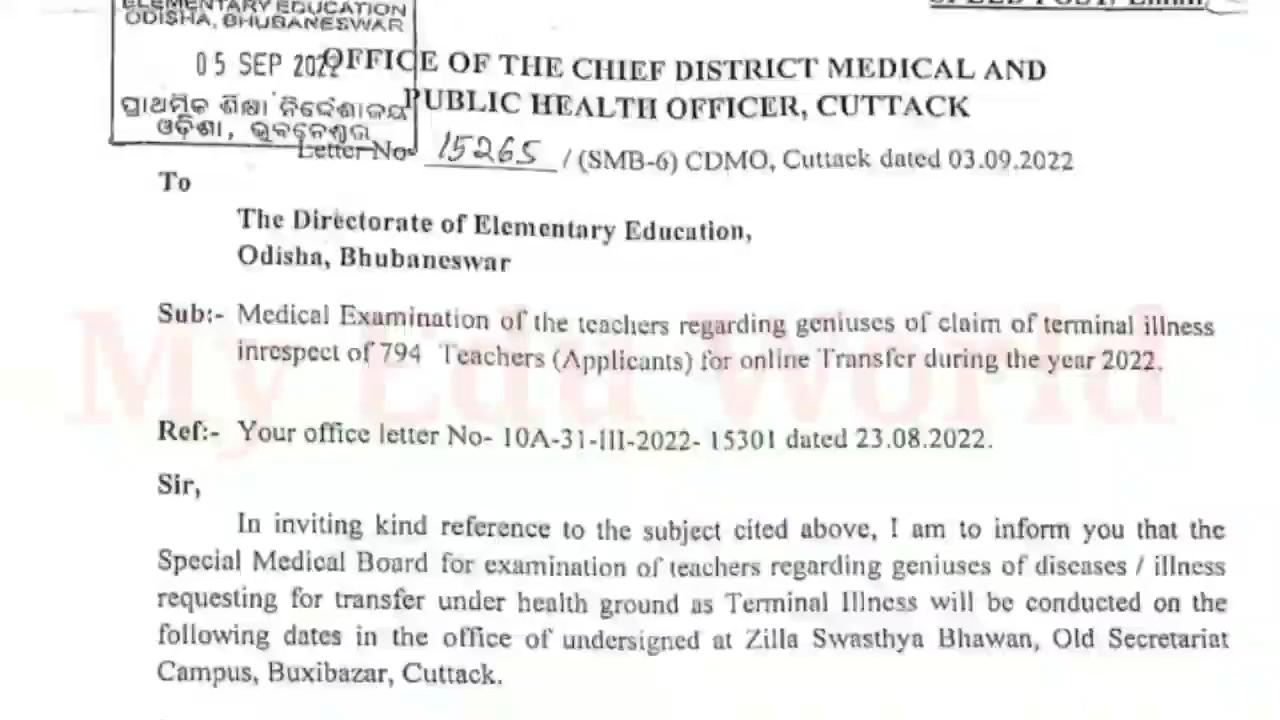 ELEMENTARY EDUCATION
ODISHA, BHUBANESWAR
05 SEP 2022
ପ୍ରାଥମିକ ଶିକ୍ଷା ନିର୍ଦ୍ଦେଶାଳୟ
ଓଡ଼ିଶା, ଭୁବନେଶ୍ୱର
OFFICE OF THE CHIEF DISTRICT MEDICAL AND
PUBLIC HEALTH OFFICER, CUTTACK
Letter No- 15265 / (SMB-6) CDMO, Cuttack dated 03.09.2022
To
The Directorate of Elementary Education,
Odisha, Bhubaneswar
Sub:- Medical Examination of the teachers regarding geniuses of claim of terminal illness
inrespect of 794 Teachers (Applicants) for online Transfer during the year 2022.
My Edu World
Ref:- Your office letter No- 10A-31-III-2022- 15301 dated 23.08.2022.
Sir,
In inviting kind reference to the subject cited above, I am to inform you that the
Special Medical Board for examination of teachers regarding geniuses of diseases / illness
requesting for transfer under health ground as Terminal Illness will be conducted on the
following dates in the office of undersigned at Zilla Swasthya Bhawan, Old Secretariat
Campus, Buxibazar, Cuttack.